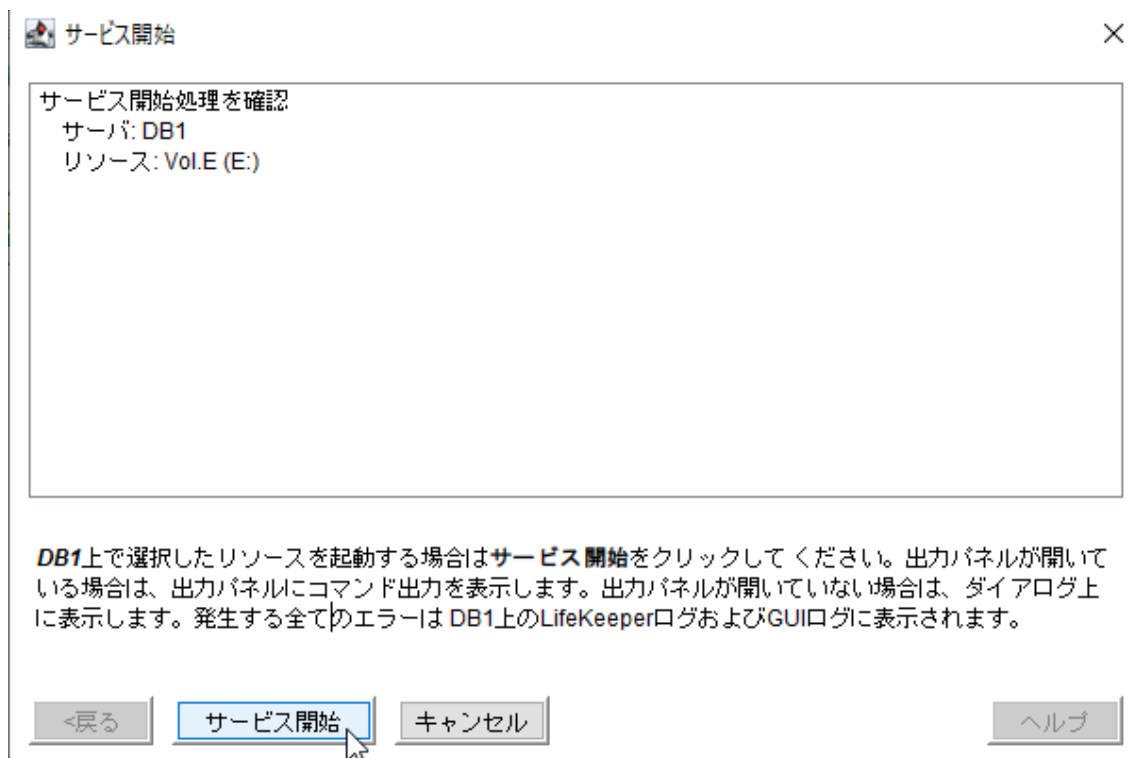 サービス開始
サービス開始処理を確認
サーバ: DB1
リソース: Vol.E (E:)
DB1上で選択したリソースを起動する場合はサービス開始をクリックしてください。出力パネルが開いて
いる場合は、出力パネルにコマンド出力を表示します。出力パネルが開いていない場合は、ダイアログ上
に表示します。発生する全てのエラーは DB1上のLifeKeeperログおよびGUIログに表示されます。
<戻る サービス開始 キャンセル ヘルプ